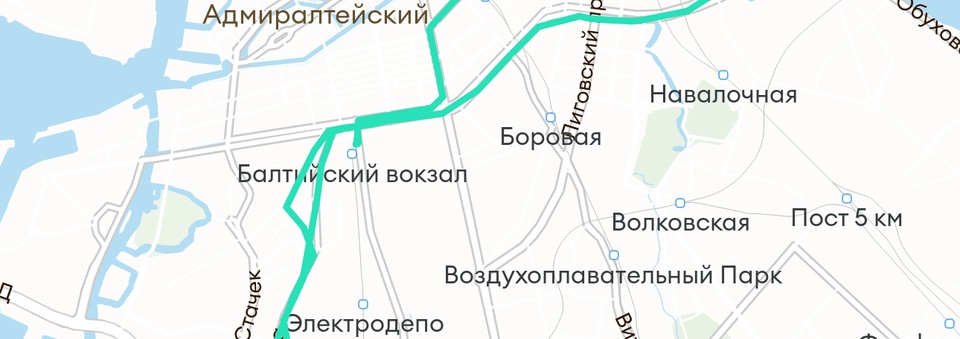 Адмиралтейский
Обухово
Лиговский пр
Навалочная
Боровая
Балтийский вокзал
Волковская
Пост 5 км
Воздухоплавательный Парк
Стачек
Электродепо